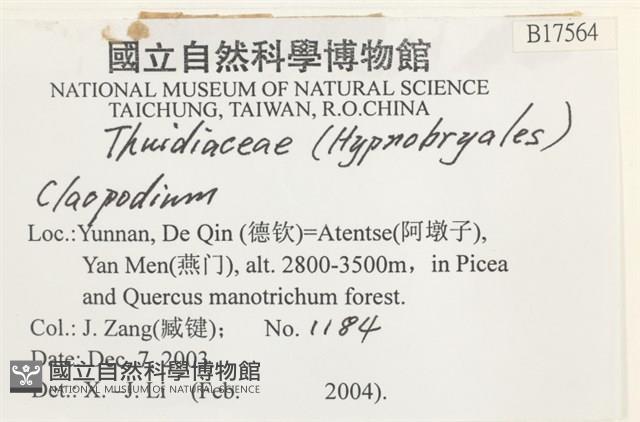 B17564
國立自然科學博物館
NATIONAL MUSEUM OF NATURAL SCIENCE
TAICHUNG, TAIWAN, R.O.CHINA
Thuidiaceae (Hypnobryales)
Claopodium
Loc.:Yunnan, De Qin (德钦)=Atentse(阿墩子),
Yan Men(燕门), alt. 2800-3500m，in Picea
and Quercus manotrichum forest.
Col.: J. Zang(臧键)； No. 1184
Date: Dec. 7, 2003
國立自然科學博物館
NATIONAL MUSEUM OF NATURAL SCIENCE
Det.: X. -J. Li (Feb. 2004).